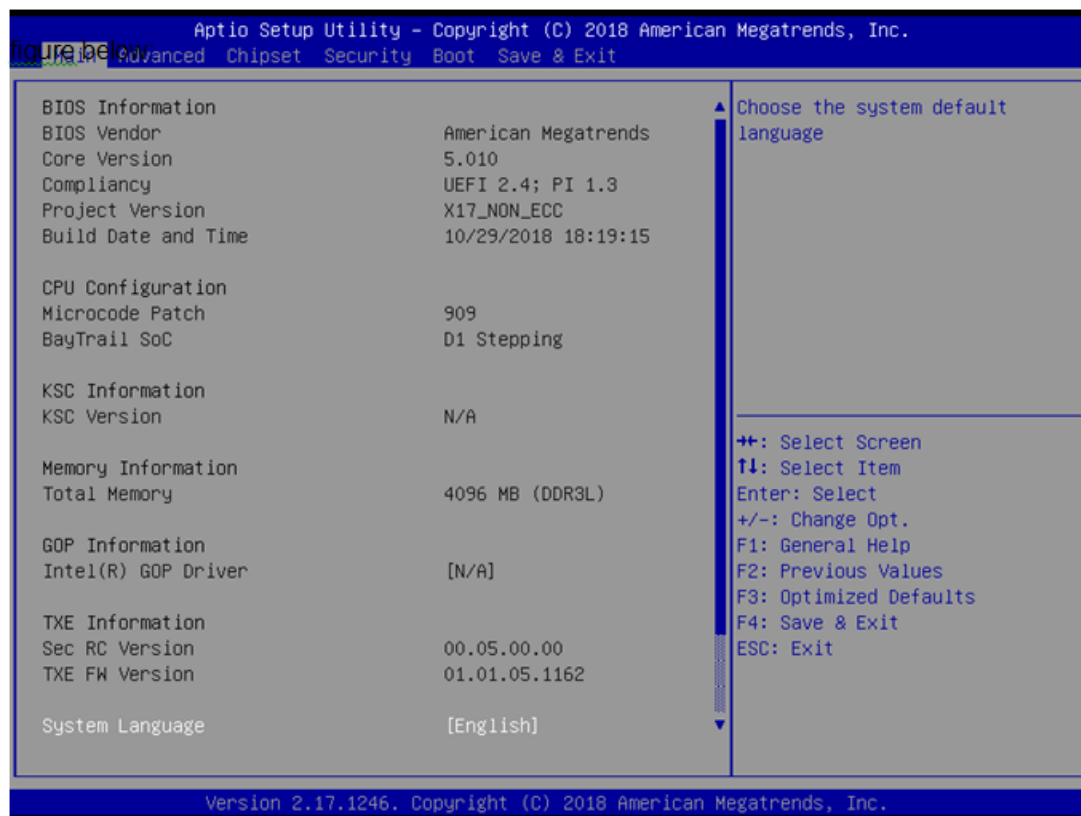 Aptio Setup Utility – Copyright (C) 2018 American Megatrends, Inc.
figure below.
Main Advanced Chipset Security Boot Save & Exit
BIOS Information
BIOS Vendor American Megatrends
Core Version 5.010
Compliancy UEFI 2.4; PI 1.3
Project Version X17_NON_ECC
Build Date and Time 10/29/2018 18:19:15
CPU Configuration
Microcode Patch 909
BayTrail SoC D1 Stepping
KSC Information
KSC Version N/A
Memory Information
Total Memory 4096 MB (DDR3L)
GOP Information
Intel(R) GOP Driver [N/A]
TXE Information
Sec RC Version 00.05.00.00
TXE FW Version 01.01.05.1162
System Language [English]
Choose the system default
language
→←: Select Screen
↑↓: Select Item
Enter: Select
+/-: Change Opt.
F1: General Help
F2: Previous Values
F3: Optimized Defaults
F4: Save & Exit
ESC: Exit
Version 2.17.1246. Copyright (C) 2018 American Megatrends, Inc.